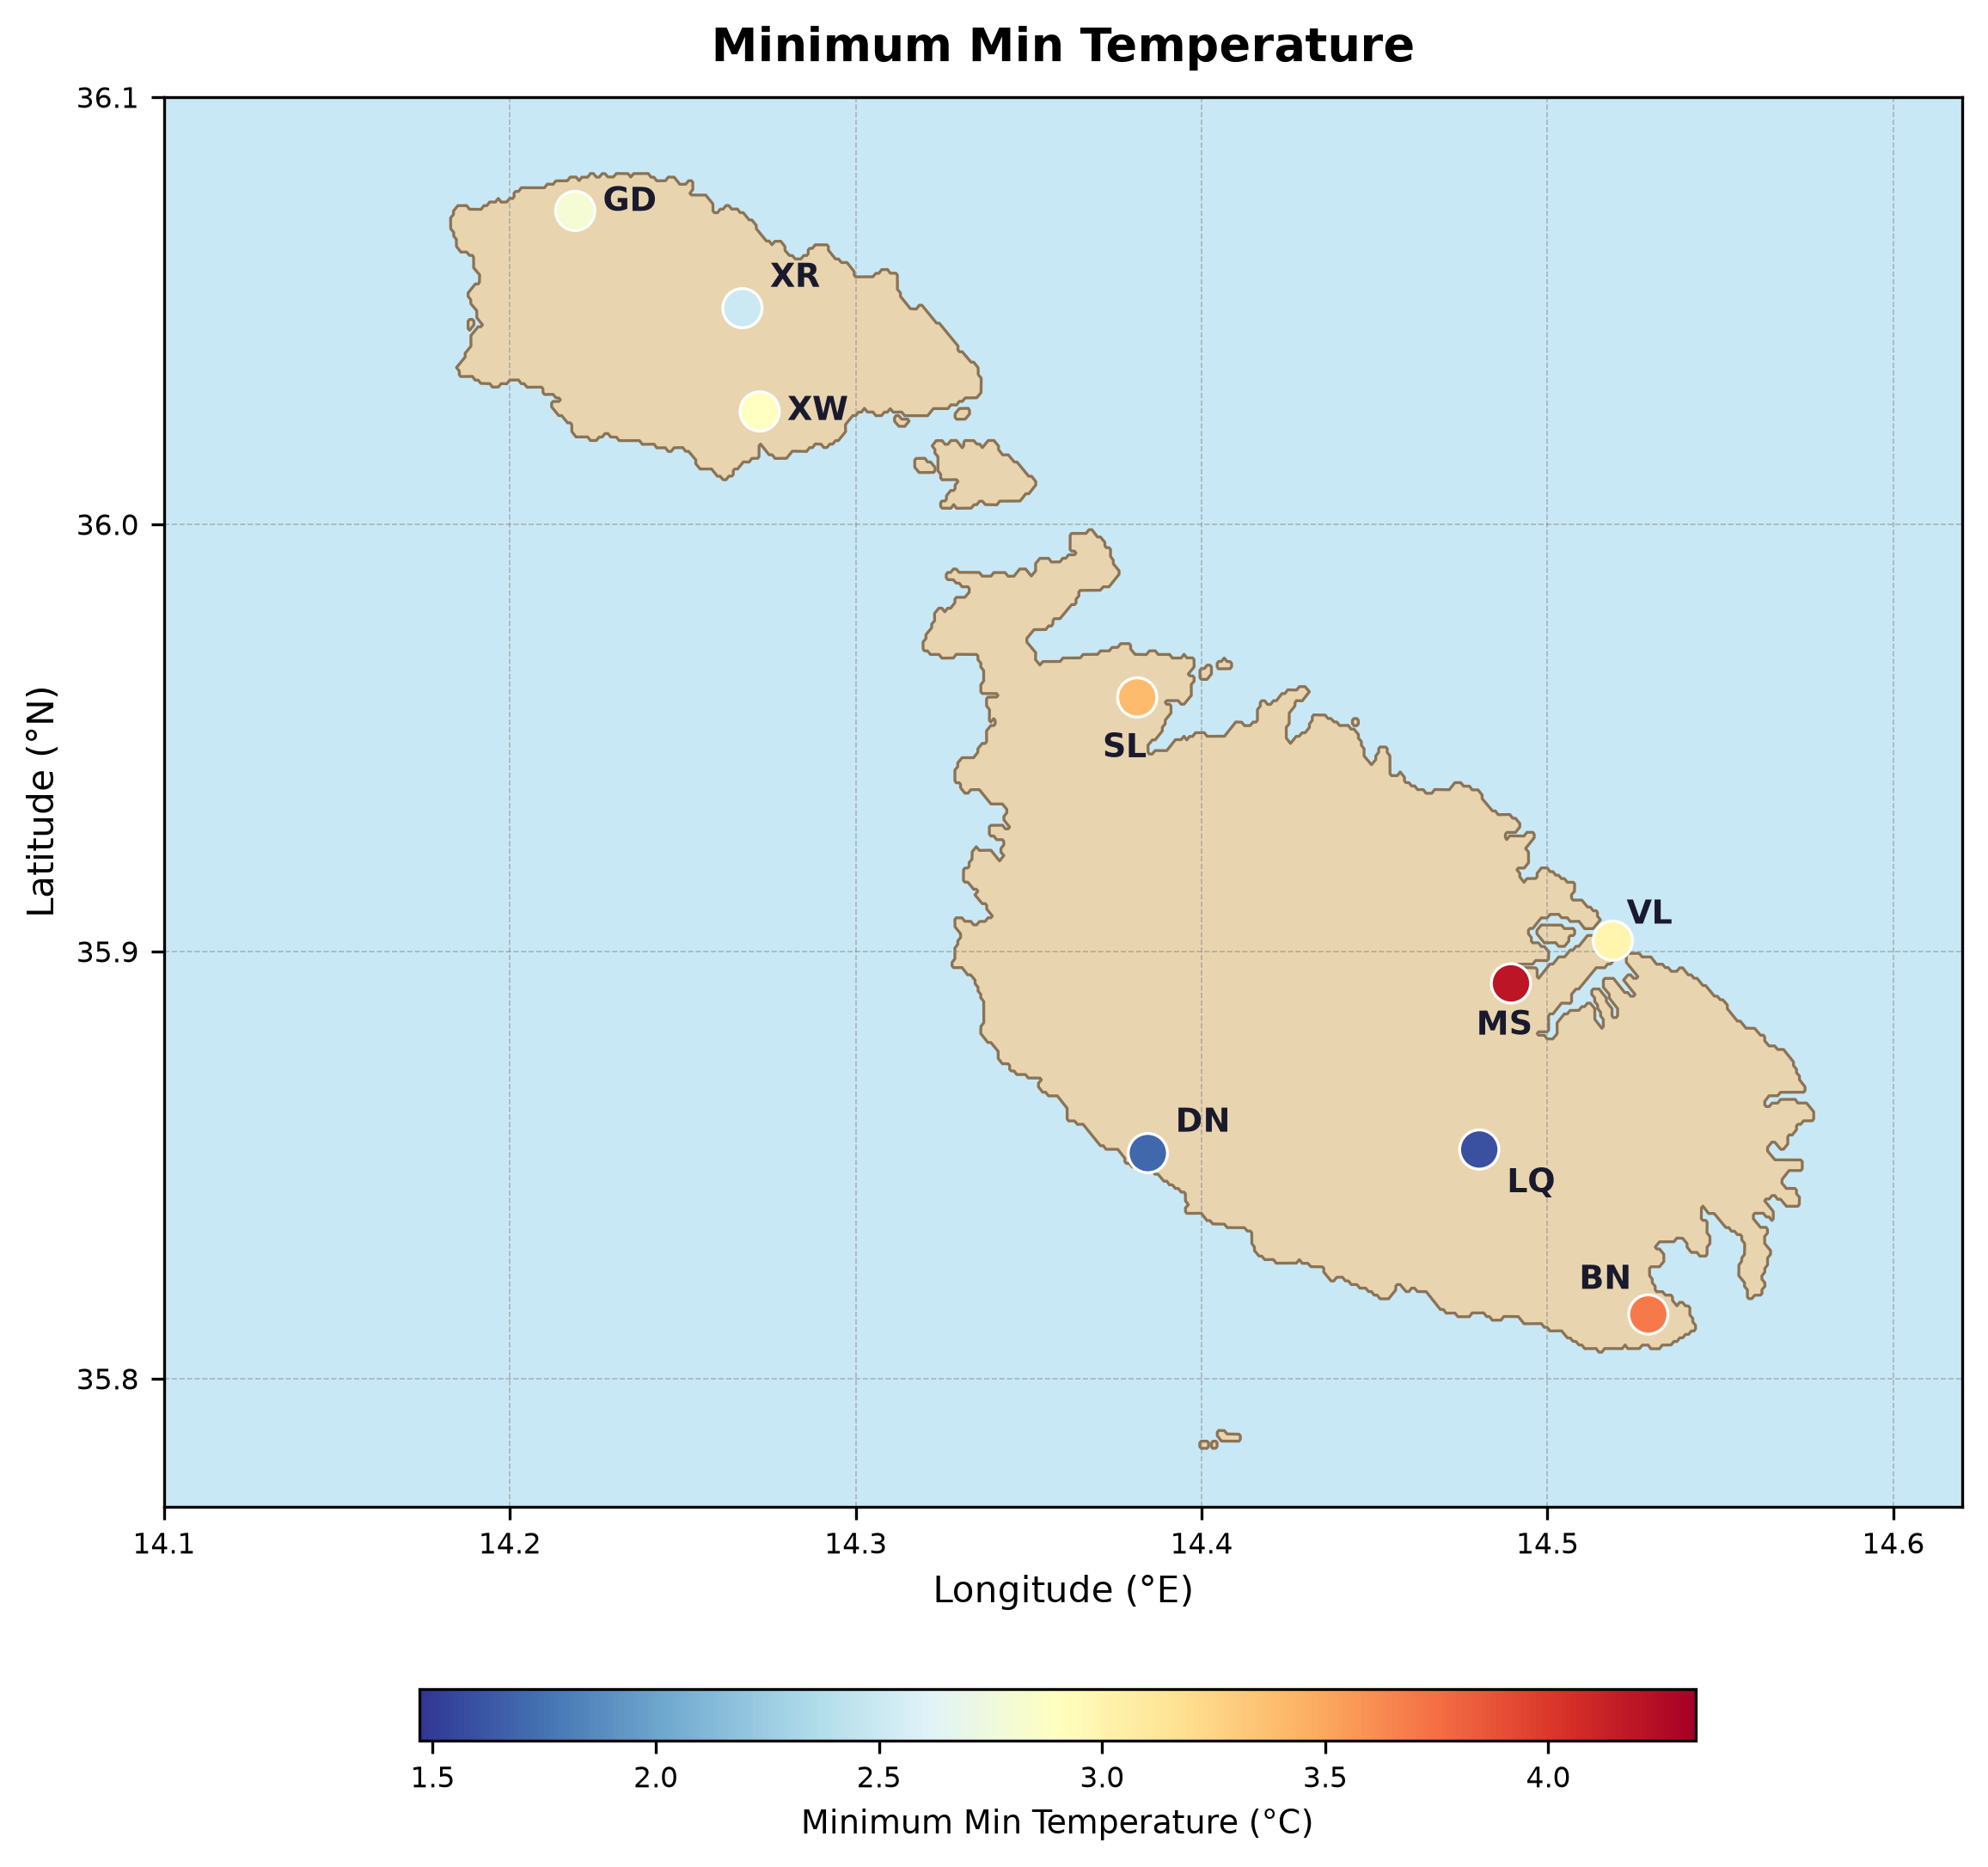 Minimum Min Temperature
36.1
36.0
35.9
35.8
Latitude (°N)
GD
XR
XW
SL
VL
MS
DN
LQ
BN
14.1 14.2 14.3 14.4 14.5 14.6
Longitude (°E)
1.5 2.0 2.5 3.0 3.5 4.0
Minimum Min Temperature (°C)